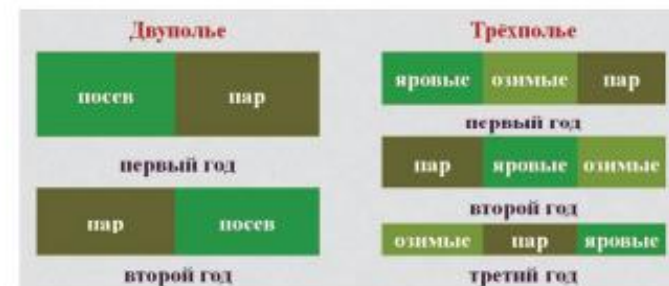 Двуполье
посев пар
первый год
пар посев
второй год
Трёхполье
яровые озимые пар
первый год
пар яровые озимые
второй год
озимые пар яровые
третий год